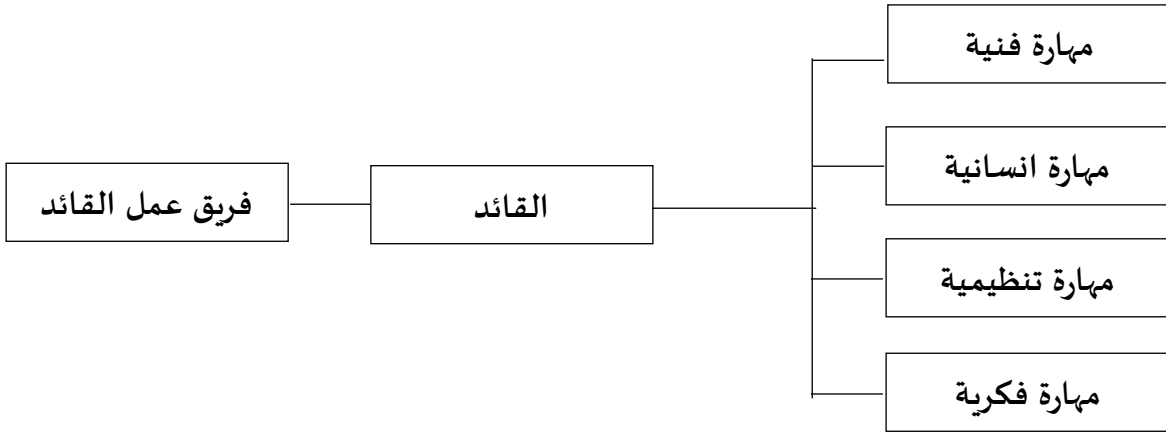 مهارة فنية
مهارة انسانية
فريق عمل القائد
القائد
مهارة تنظيمية
مهارة فكرية